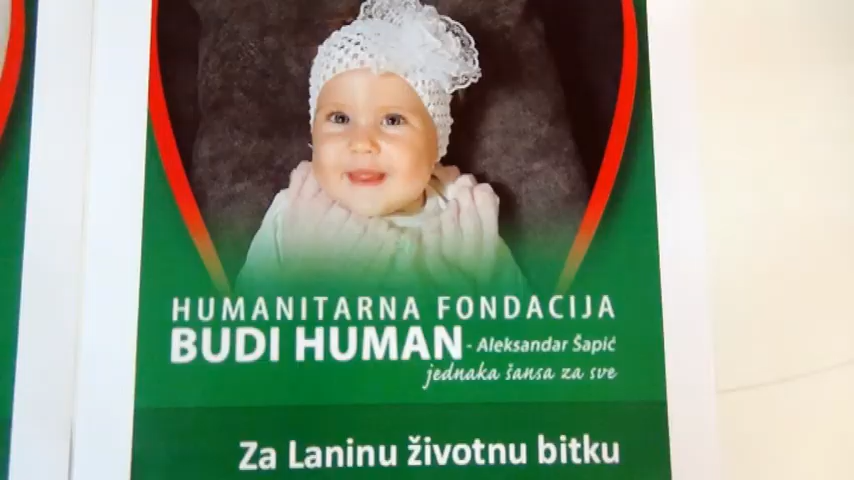 HUMANITARNA FONDACIJA
BUDI HUMAN - Aleksandar Šapić
jednaka šansa za sve
Za Laninu životnu bitku